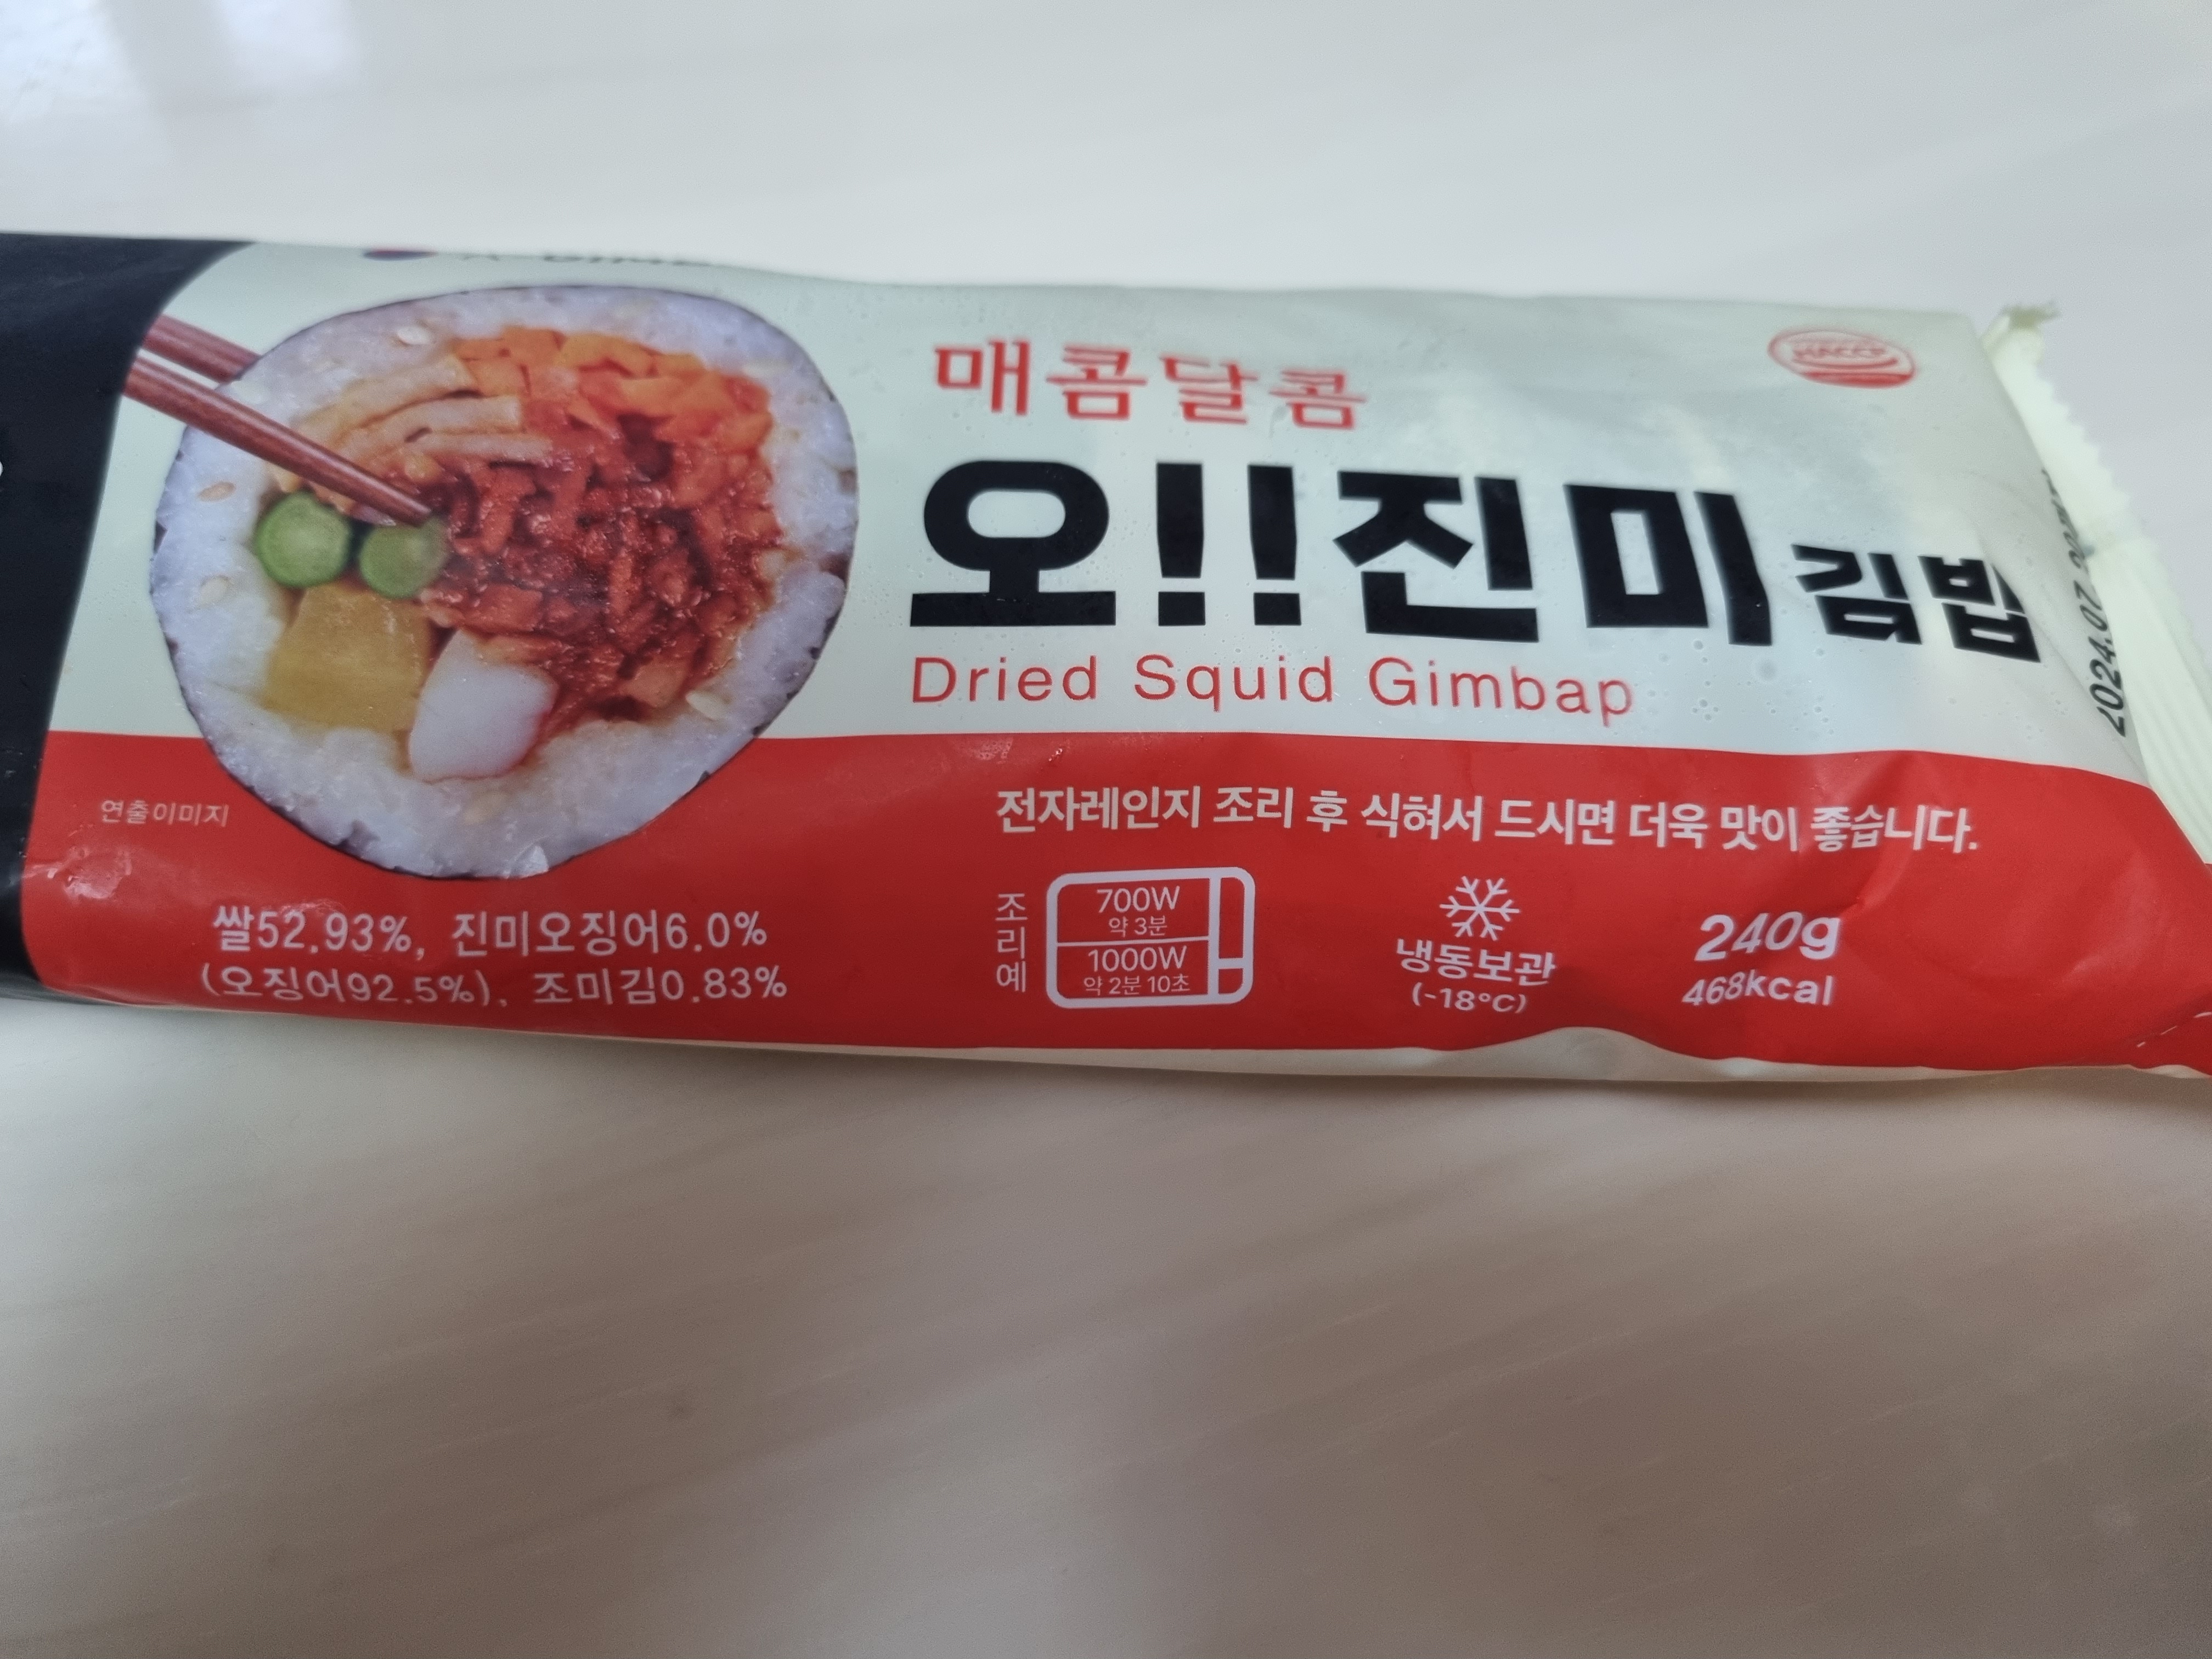 매콤달콤
HACCP
오!!진미 김밥
Dried Squid Gimbap
연출이미지
전자레인지 조리 후 식혀서 드시면 더욱 맛이 좋습니다.
쌀52.93%, 진미오징어6.0%
(오징어92.5%), 조미김0.83%
조리예
700W
약 3분
1000W
약 2분 10초
냉동보관
(-18°C)
240g
468kcal
2024.07